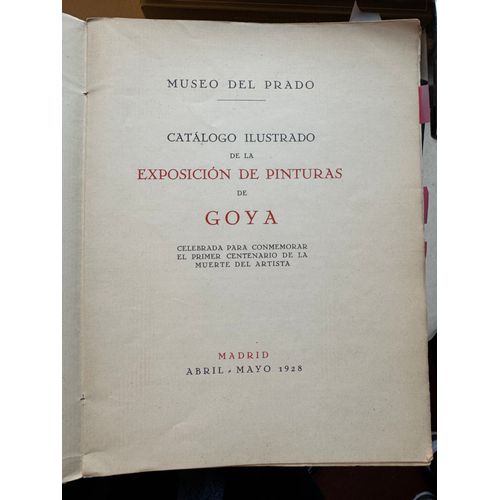 MUSEO DEL PRADO
CATÁLOGO ILUSTRADO
DE LA
EXPOSICIÓN DE PINTURAS
DE
GOYA
CELEBRADA PARA CONMEMORAR
EL PRIMER CENTENARIO DE LA
MUERTE DEL ARTISTA
MADRID
ABRIL - MAYO 1928